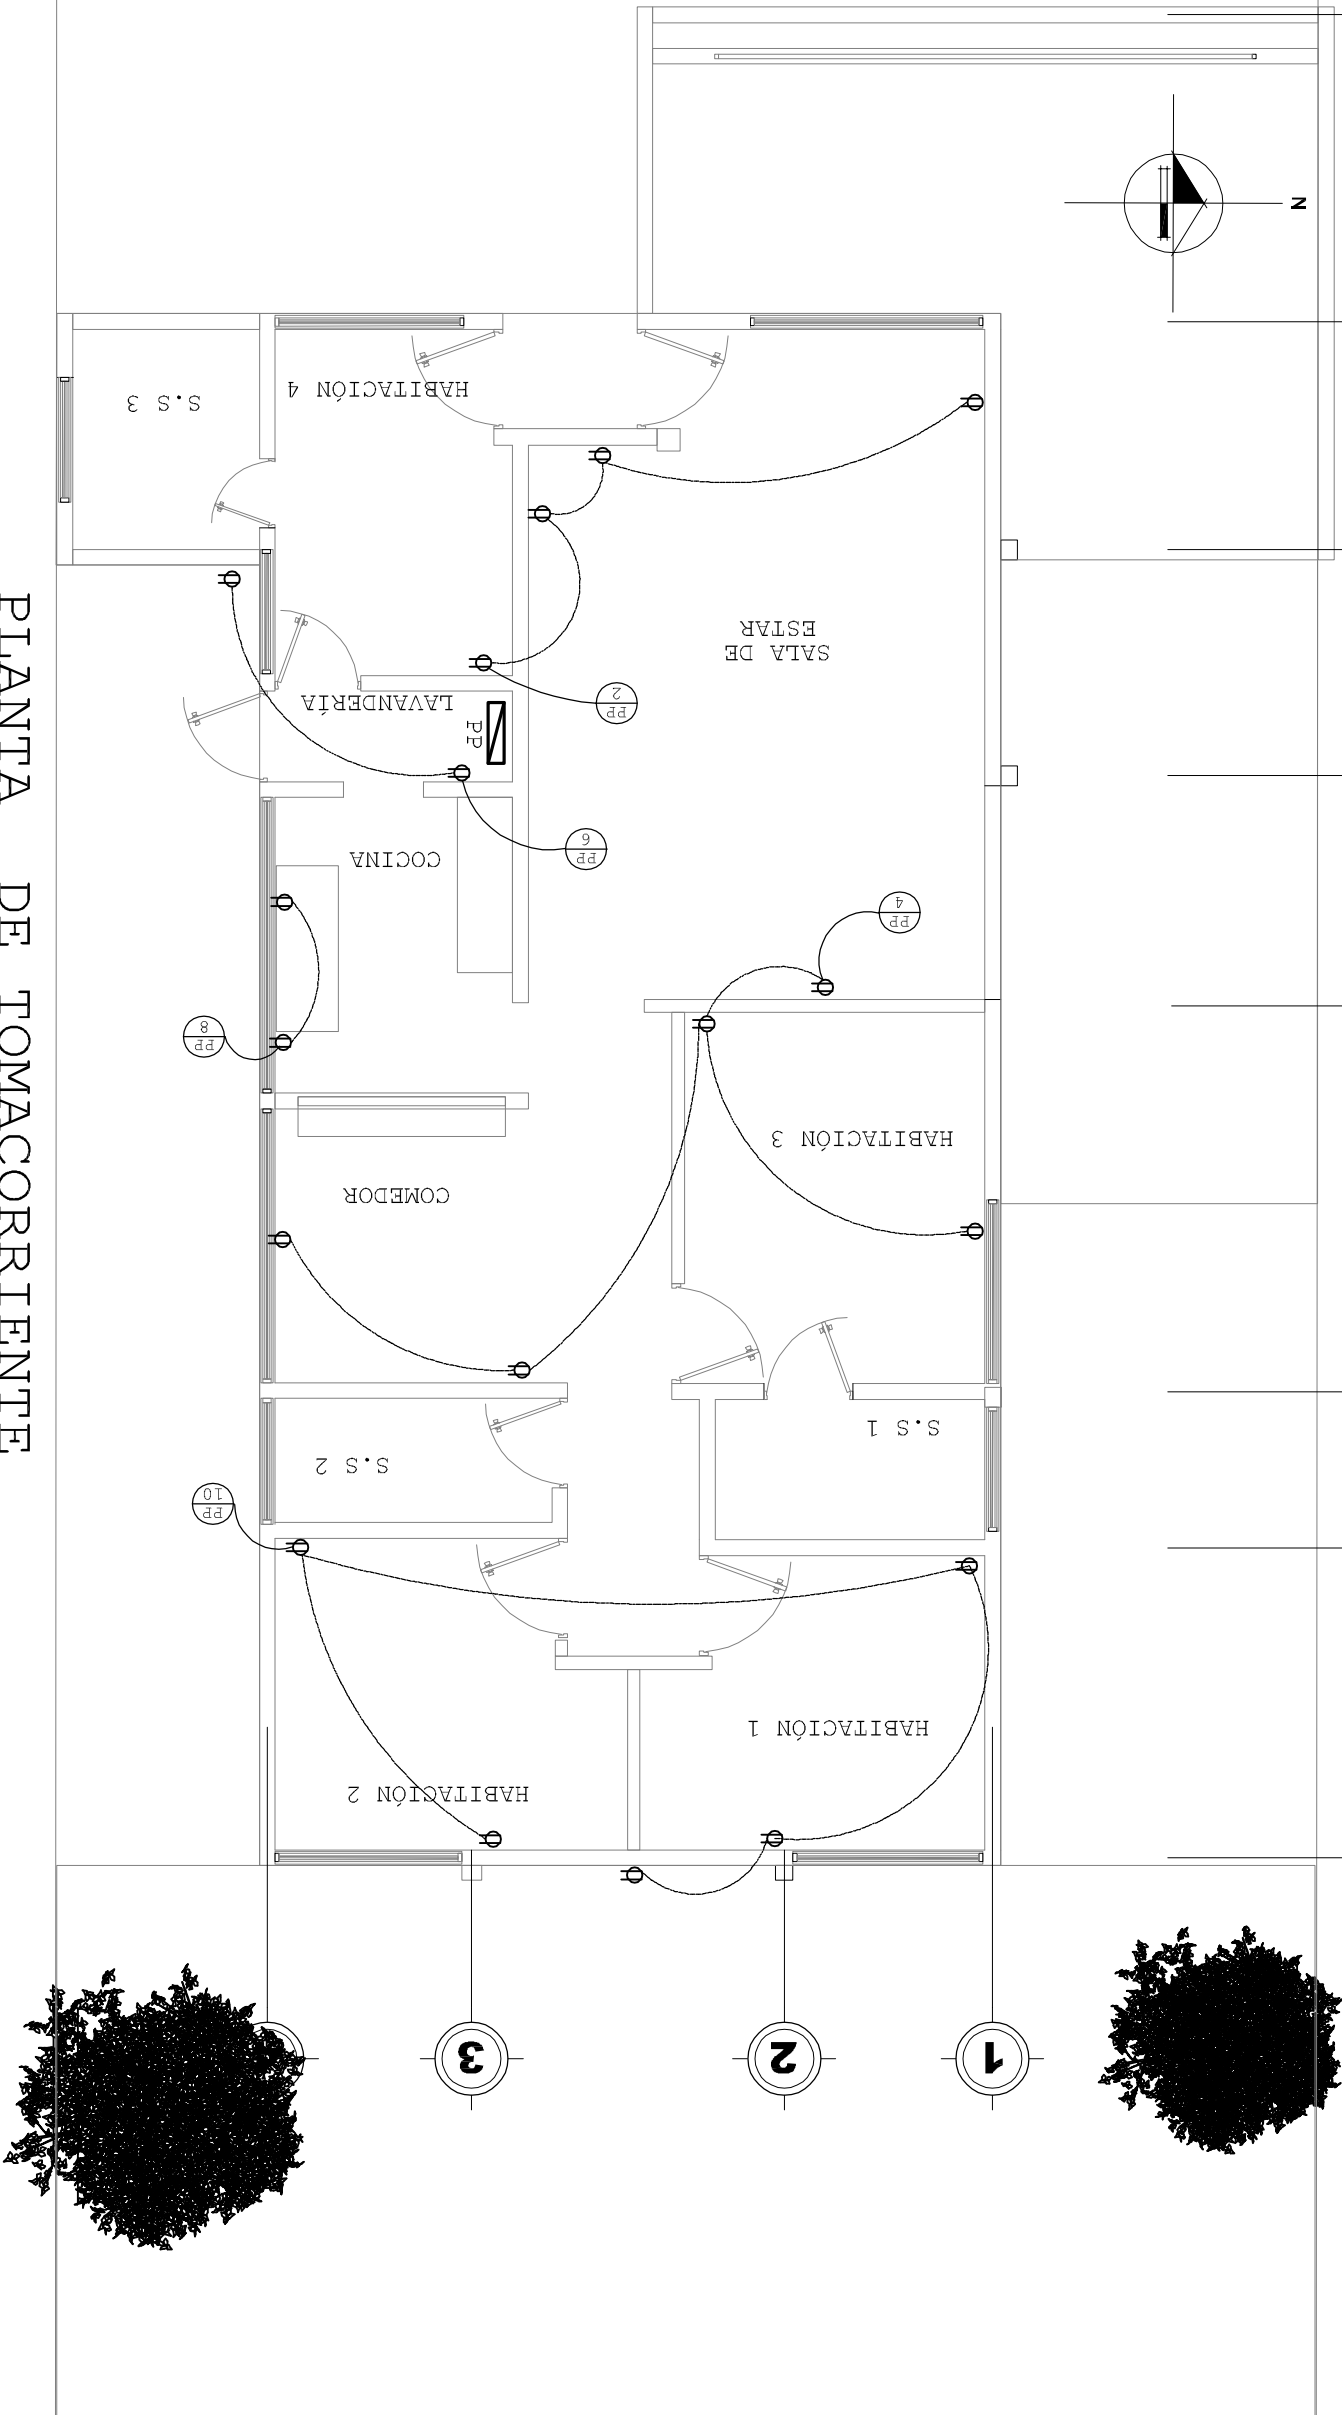 N
HABITACIÓN 4
S.S 3
SALA DE
ESTAR
LAVANDERÍA
PP
PP
2
PP
6
COCINA
PP
4
PP
8
HABITACIÓN 3
COMEDOR
S.S 1
S.S 2
PP
10
HABITACIÓN 1
HABITACIÓN 2
3
2
1
PLANTA DE TOMACORRIENTE